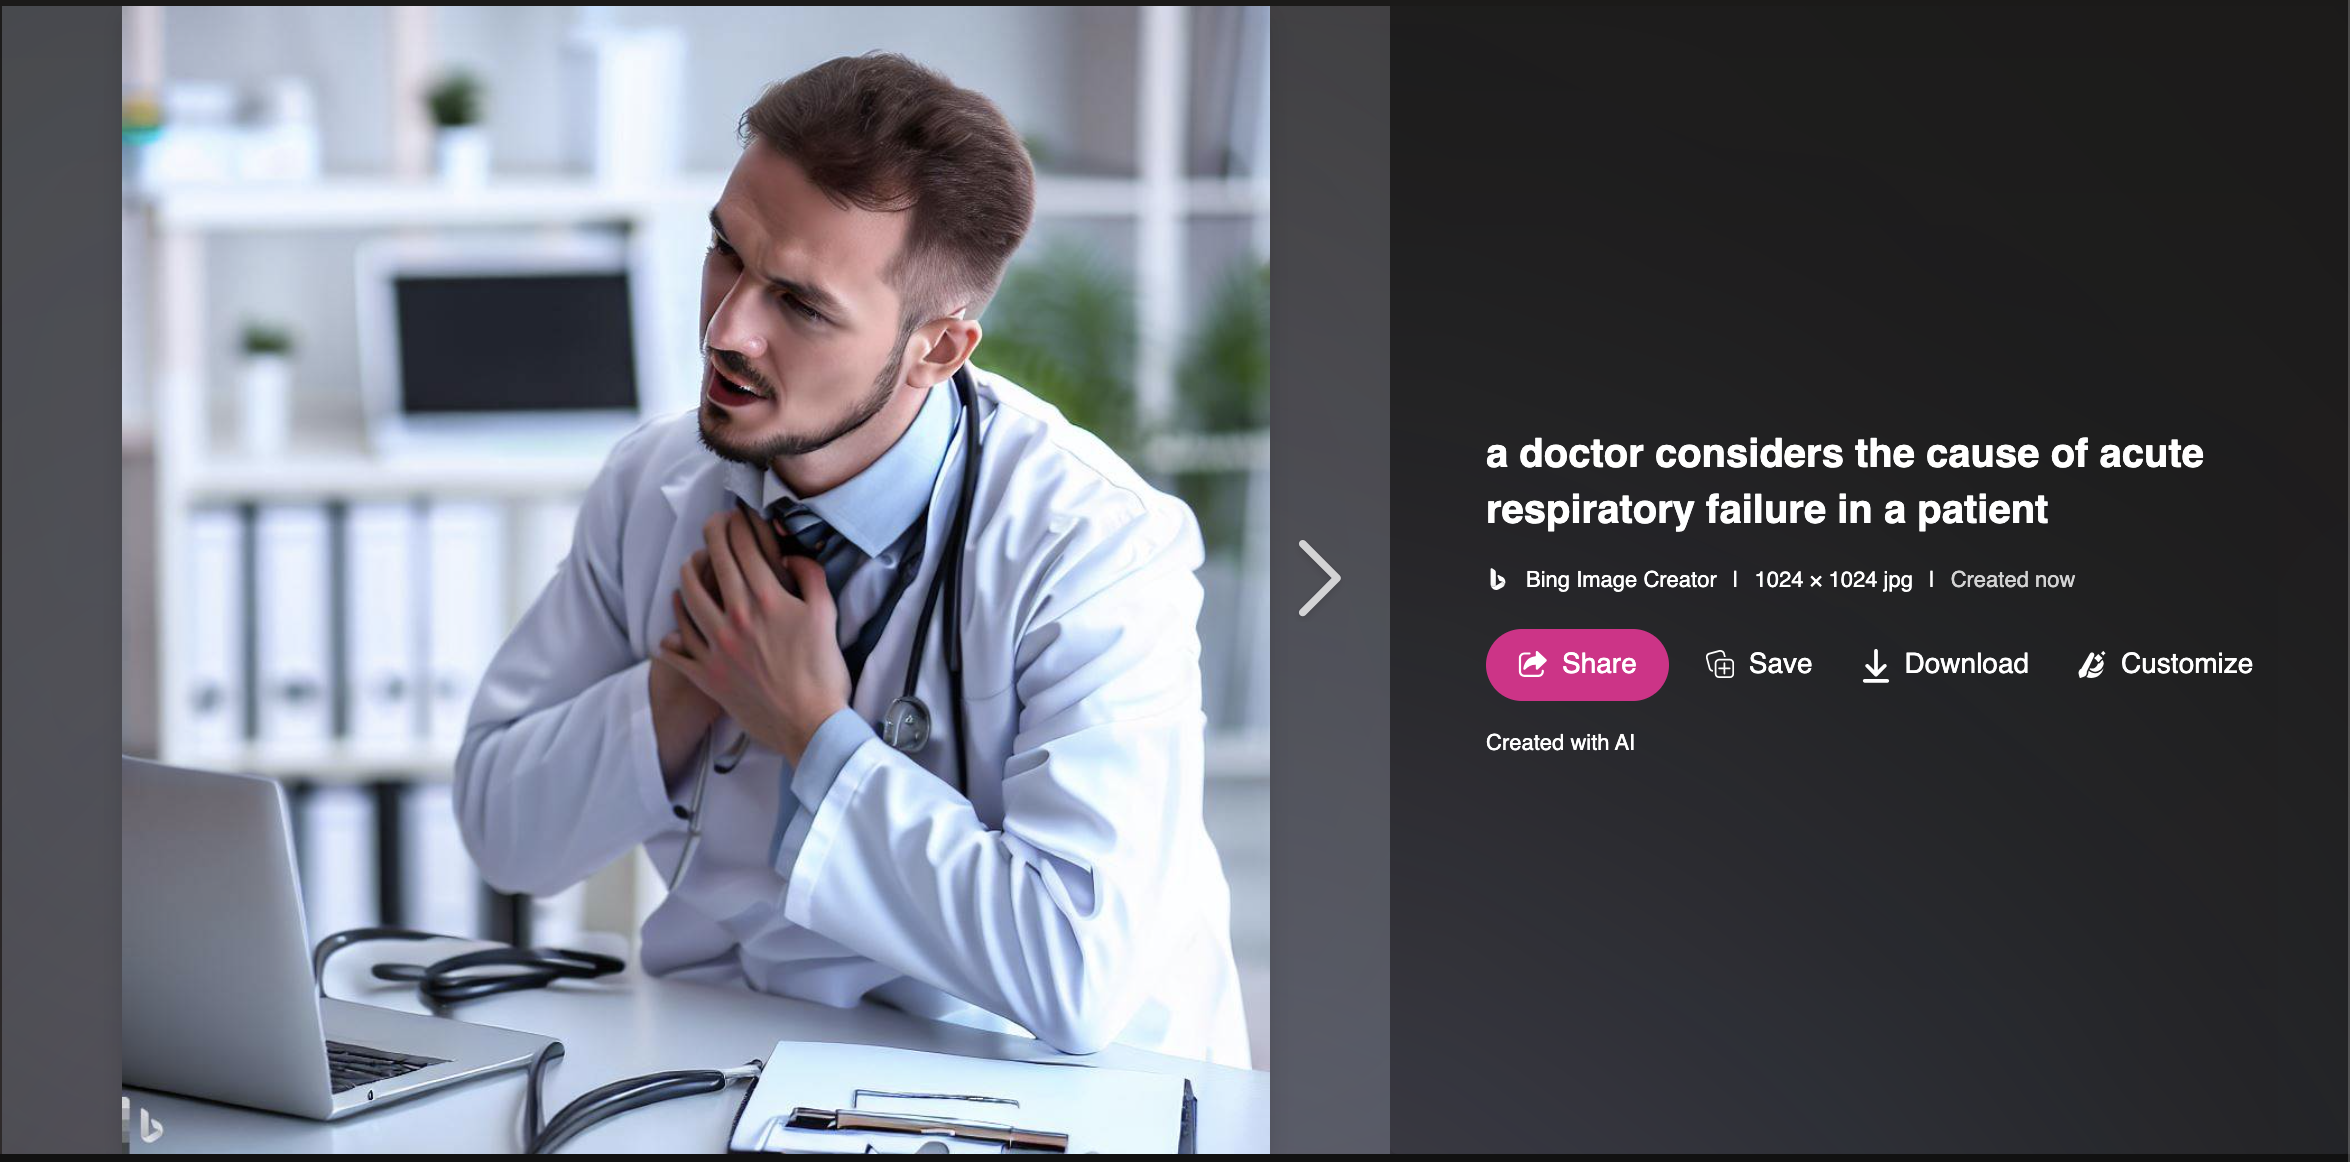 a doctor considers the cause of acute
respiratory failure in a patient
Bing Image Creator | 1024 × 1024 jpg | Created now
Share Save Download Customize
Created with AI